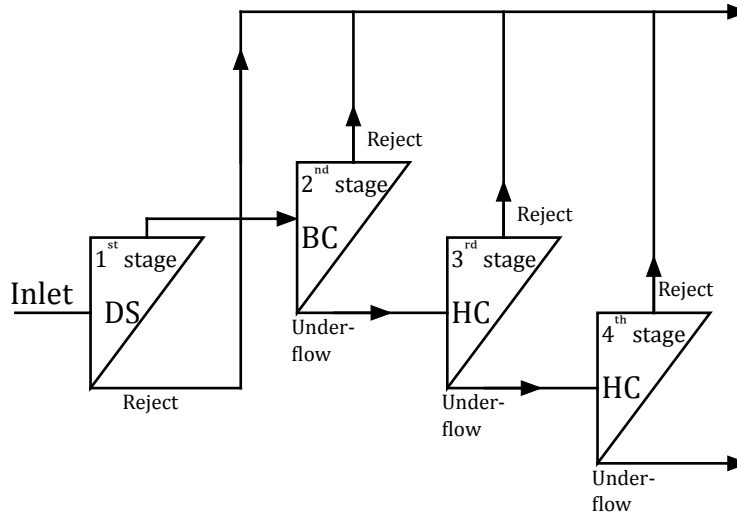 Reject
2nd stage
BC
Reject
1st stage
3rd stage
Inlet
DS
Reject
HC
Under-
flow
4th stage
Reject
Under-
flow
HC
Under-
flow